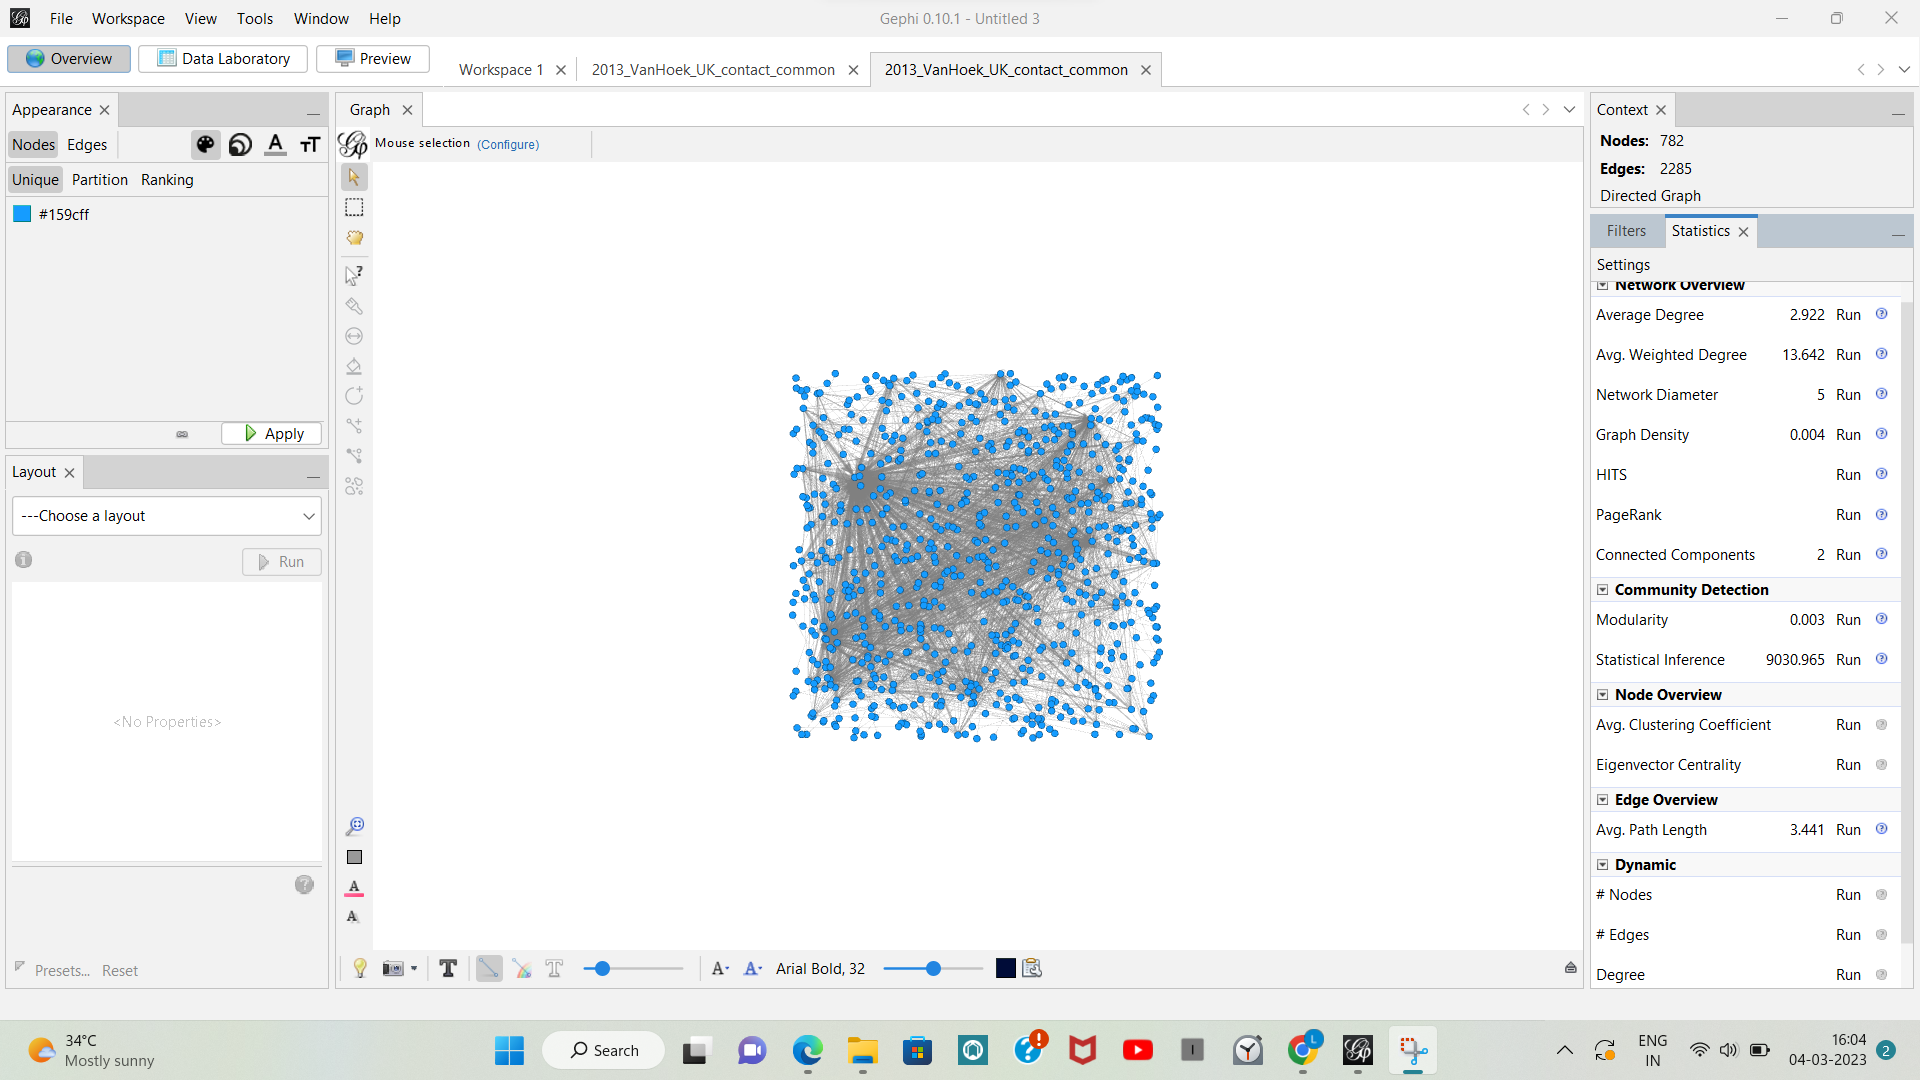 File Workspace View Tools Window Help
Gephi 0.10.1 - Untitled 3
Overview Data Laboratory Preview
Workspace 1 2013_VanHoek_UK_contact_common 2013_VanHoek_UK_contact_common
Appearance
Nodes Edges
Unique Partition Ranking
#159cff
Apply
Layout
---Choose a layout
Run
<No Properties>
Presets... Reset
Graph
Mouse selection (Configure)
Arial Bold, 32
Context
Nodes: 782
Edges: 2285
Directed Graph
Filters Statistics
Settings
Network Overview
Average Degree 2.922 Run
Avg. Weighted Degree 13.642 Run
Network Diameter 5 Run
Graph Density 0.004 Run
HITS Run
PageRank Run
Connected Components 2 Run
Community Detection
Modularity 0.003 Run
Statistical Inference 9030.965 Run
Node Overview
Avg. Clustering Coefficient Run
Eigenvector Centrality Run
Edge Overview
Avg. Path Length 3.441 Run
Dynamic
# Nodes Run
# Edges Run
Degree Run
34°C
Mostly sunny
Search
L
ENG
IN
16:04
04-03-2023
2